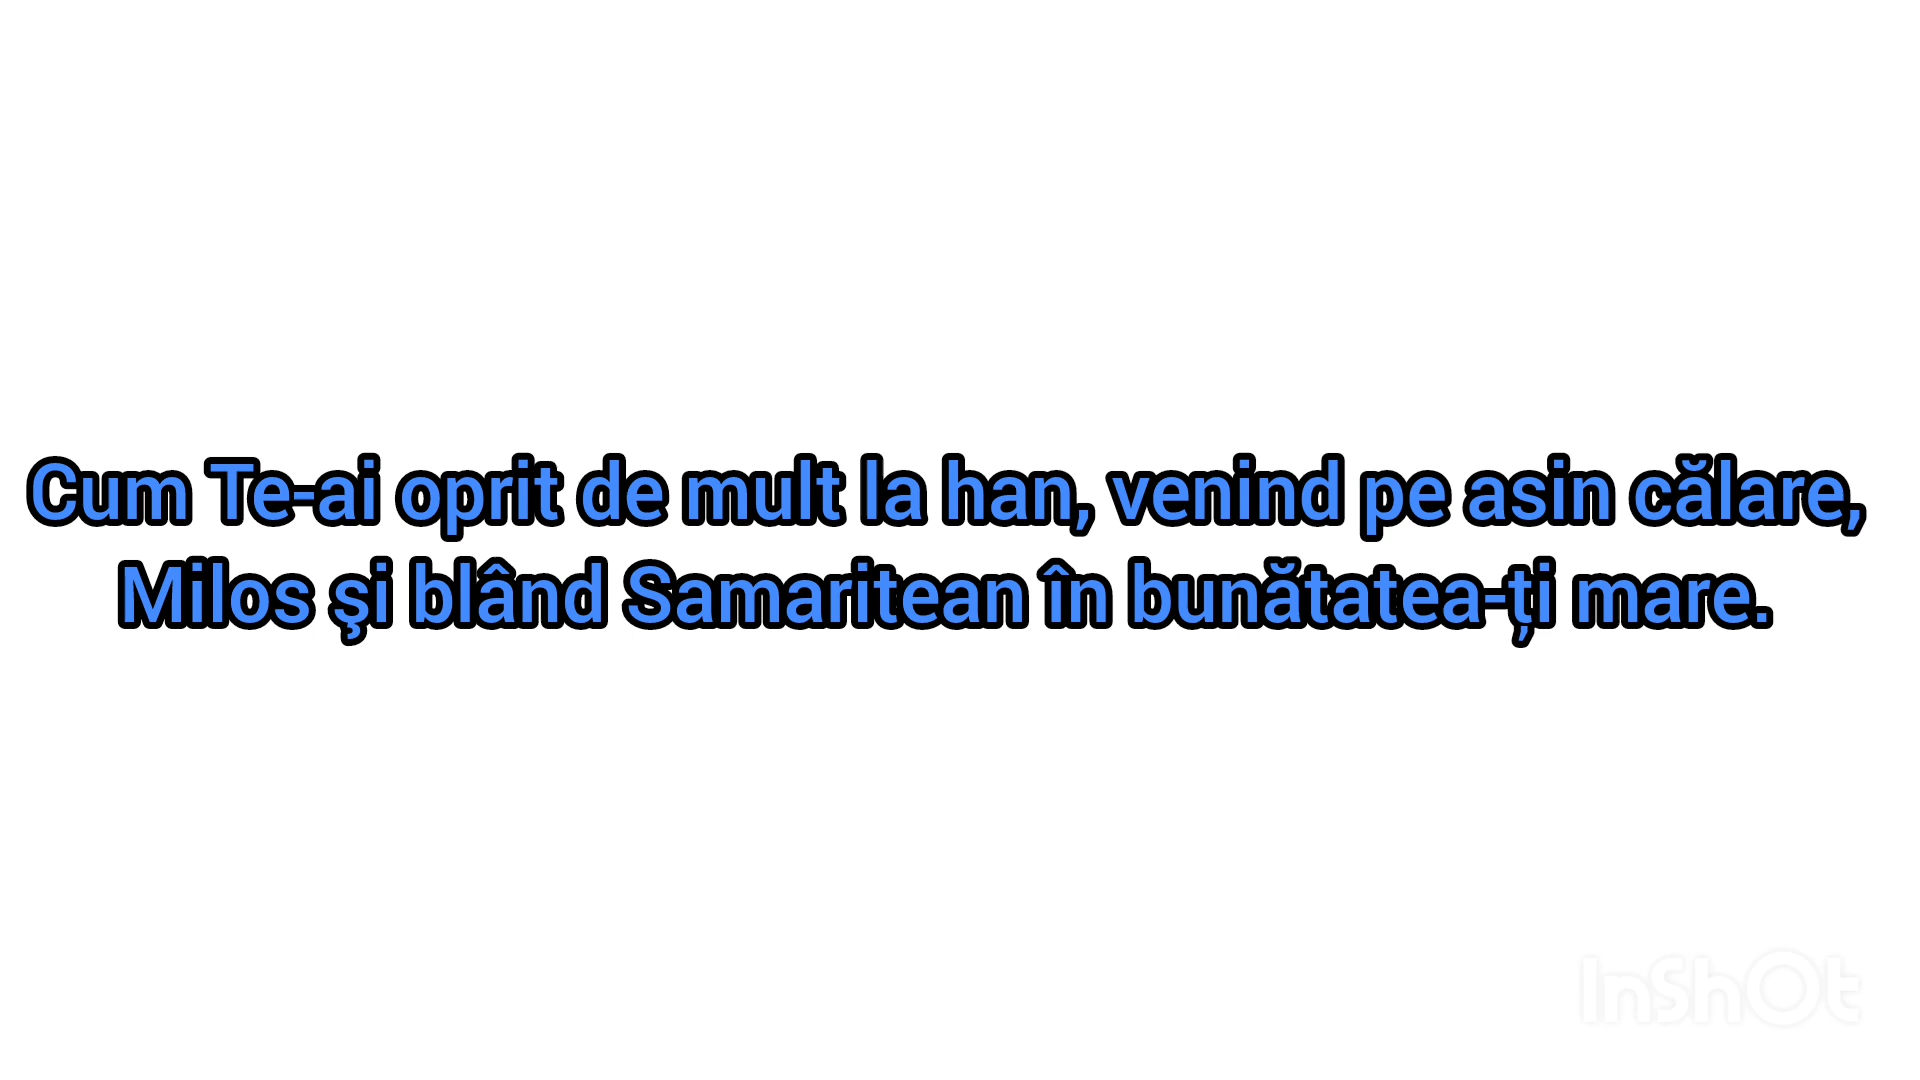 Cum Te-ai oprit de mult la han, venind pe asin călare,
Milos şi blând Samaritean în bunătatea-ți mare.
InShOt